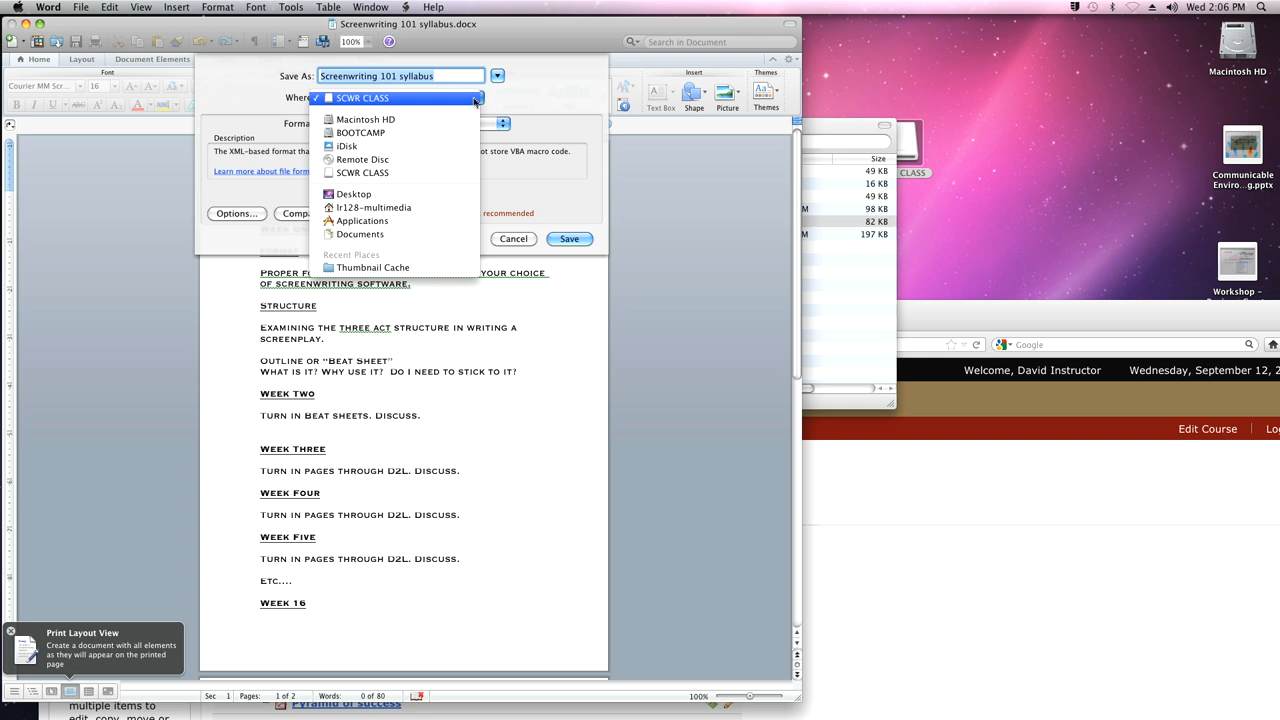 Word File Edit View Insert Format Font Tools Table Window Help
Wed 2:06 PM
Screenwriting 101 syllabus.docx
100%
Search in Document
Home Layout Document Elements
Font Insert Themes
Courier MM Scr... 16
Text Box Shape Picture Themes
Save As: Screenwriting 101 syllabus
Where
✓ SCWR CLASS
Macintosh HD
BOOTCAMP
iDisk
Remote Disc
SCWR CLASS
Desktop
lr128-multimedia
Applications
Documents
Recent Places
Thumbnail Cache
Forma
Description
The XML-based format tha
ot store VBA macro code.
Learn more about file form
Options...
Compa
recommended
Cancel
Save
PROPER F
YOUR CHOICE
OF SCREENWRITING SOFTWARE.
STRUCTURE
EXAMINING THE THREE ACT STRUCTURE IN WRITING A
SCREENPLAY.
OUTLINE OR “BEAT SHEET”
WHAT IS IT? WHY USE IT? DO I NEED TO STICK TO IT?
WEEK TWO
TURN IN BEAT SHEETS. DISCUSS.
WEEK THREE
TURN IN PAGES THROUGH D2L. DISCUSS.
WEEK FOUR
TURN IN PAGES THROUGH D2L. DISCUSS.
WEEK FIVE
TURN IN PAGES THROUGH D2L. DISCUSS.
ETC....
WEEK 16
Print Layout View
Create a document with all elements
as they will appear on the printed
page
Sec 1 Pages: 1 of 2 Words: 0 of 80
100%
multiple items to
edit, copy, move or
Pyramid of success
Size
49 KB
16 KB
49 KB
M 98 KB
82 KB
M 197 KB
CLASS
Macintosh HD
Communicable
Enviro...g.pptx
Workshop –
Google
Welcome, David Instructor
Wednesday, September 12, 2
Edit Course
Lo